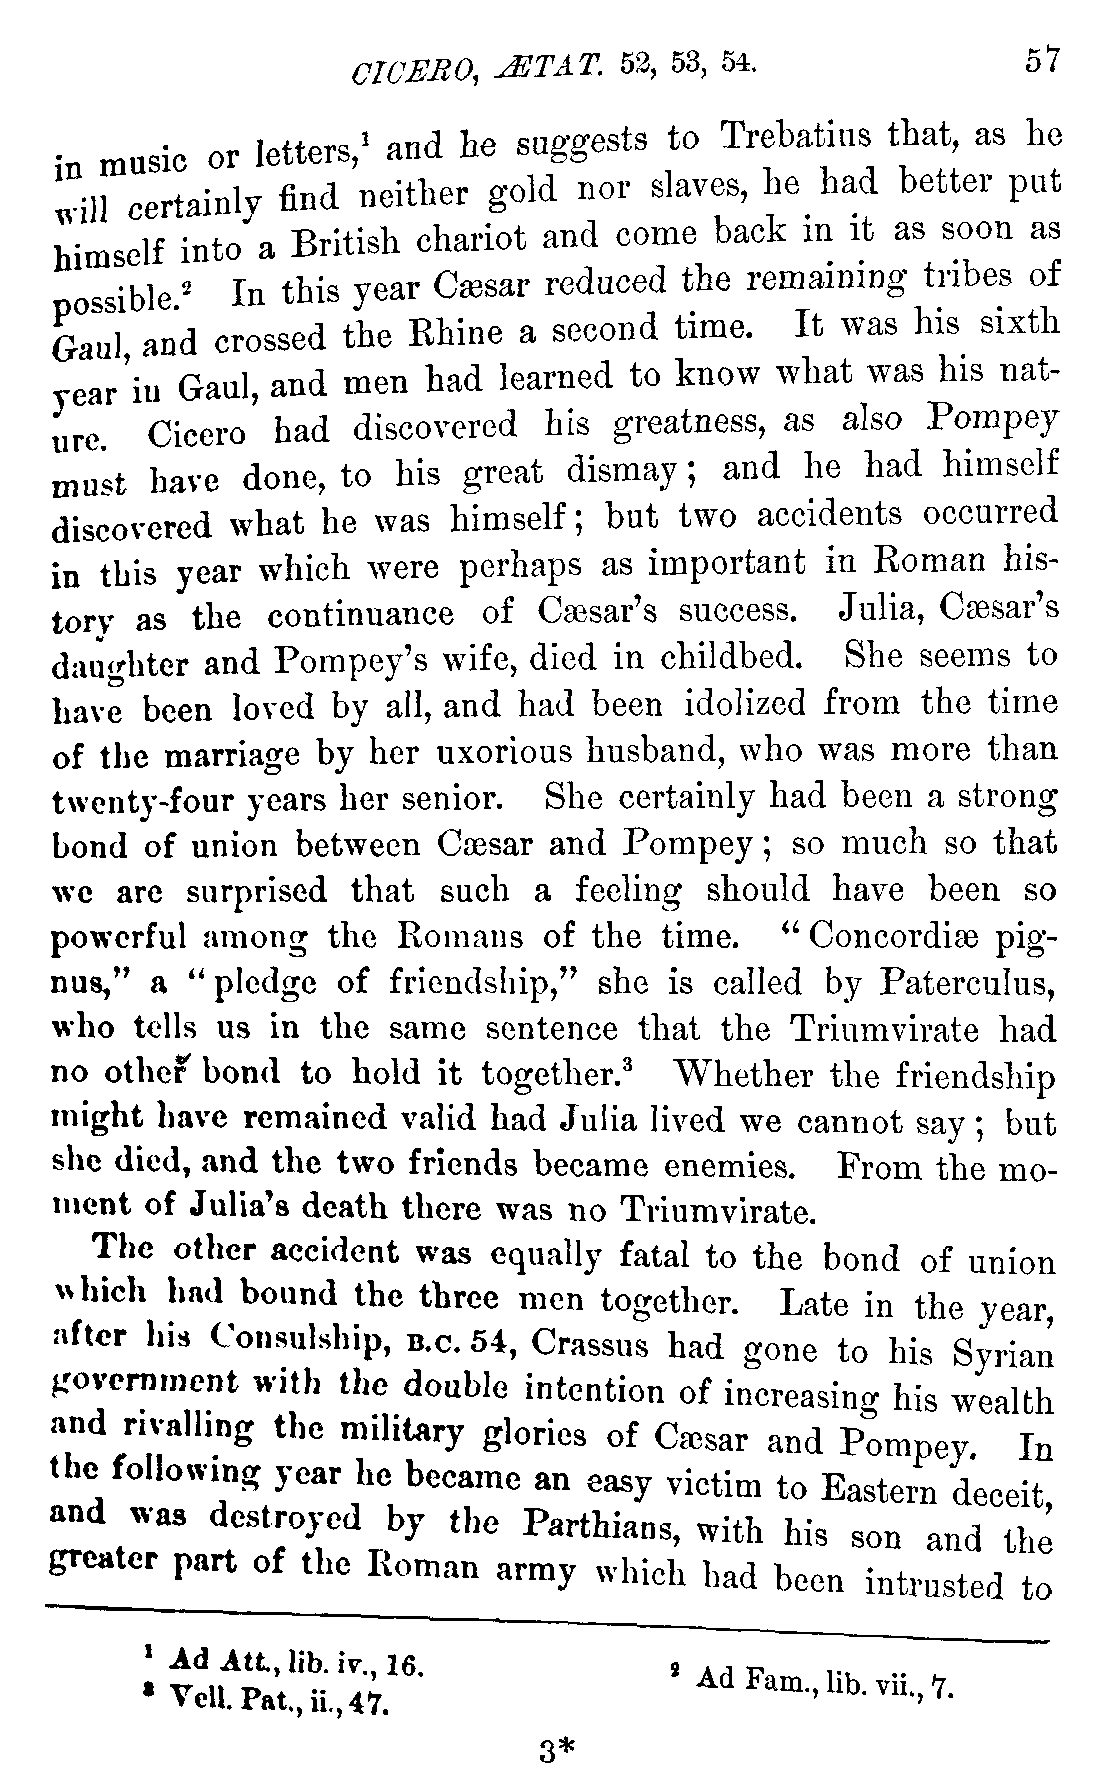 CICERO, ÆTAT. 52, 53, 54. 57
in music or letters,¹ and he suggests to Trebatius that, as he
will certainly find neither gold nor slaves, he had better put
himself into a British chariot and come back in it as soon as
possible.² In this year Cæsar reduced the remaining tribes of
Gaul, and crossed the Rhine a second time. It was his sixth
year in Gaul, and men had learned to know what was his nat-
ure. Cicero had discovered his greatness, as also Pompey
must have done, to his great dismay; and he had himself
discovered what he was himself; but two accidents occurred
in this year which were perhaps as important in Roman his-
tory as the continuance of Cæsar's success. Julia, Cæsar's
daughter and Pompey's wife, died in childbed. She seems to
have been loved by all, and had been idolized from the time
of the marriage by her uxorious husband, who was more than
twenty-four years her senior. She certainly had been a strong
bond of union between Cæsar and Pompey; so much so that
we are surprised that such a feeling should have been so
powerful among the Romans of the time. "Concordiæ pig-
nus," a "pledge of friendship," she is called by Paterculus,
who tells us in the same sentence that the Triumvirate had
no other bond to hold it together.³ Whether the friendship
might have remained valid had Julia lived we cannot say; but
she died, and the two friends became enemies. From the mo-
ment of Julia's death there was no Triumvirate.
The other accident was equally fatal to the bond of union
which had bound the three men together. Late in the year,
after his Consulship, B.C. 54, Crassus had gone to his Syrian
government with the double intention of increasing his wealth
and rivalling the military glories of Cæsar and Pompey. In
the following year he became an easy victim to Eastern deceit,
and was destroyed by the Parthians, with his son and the
greater part of the Roman army which had been intrusted to
¹ Ad Att., lib. iv., 16. ² Ad Fam., lib. vii., 7.
³ Vell. Pat., ii., 47.
3*